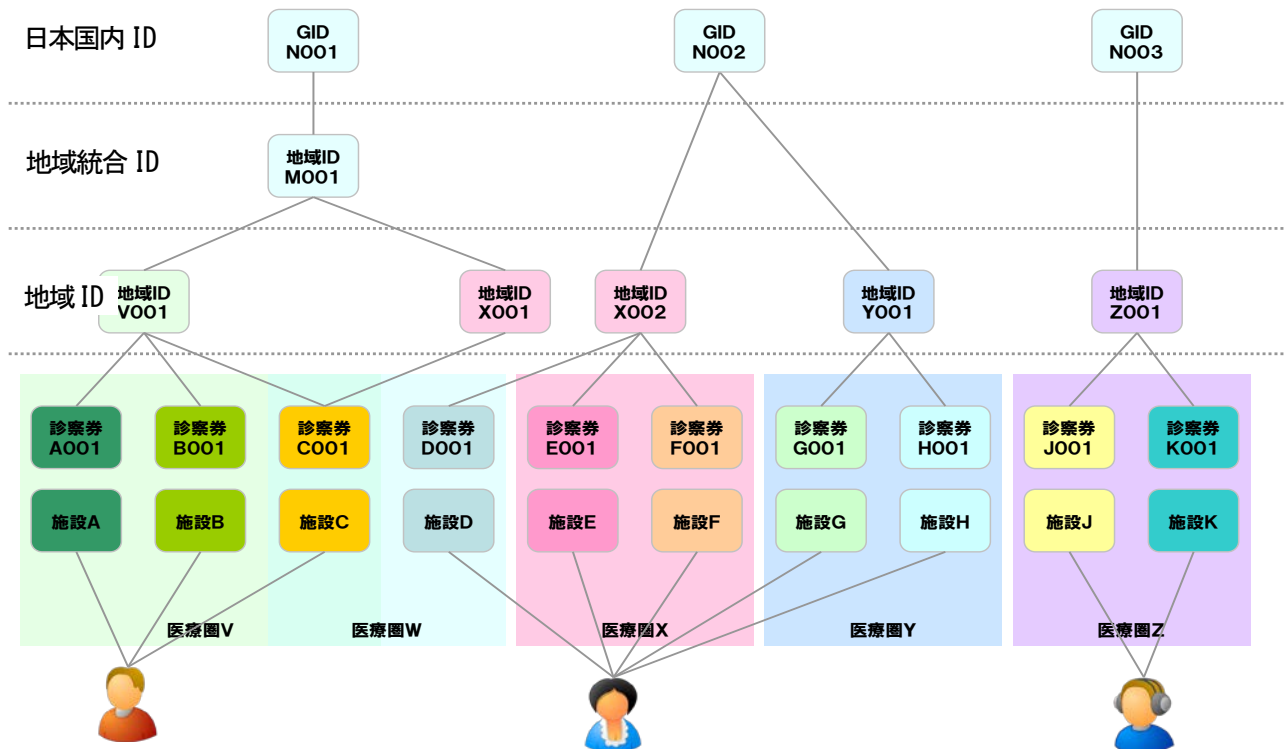 日本国内 ID
GID
N001
GID
N002
GID
N003
地域統合 ID
地域ID
M001
地域 ID
地域ID
V001
地域ID
X001
地域ID
X002
地域ID
Y001
地域ID
Z001
診察券
A001
診察券
B001
診察券
C001
診察券
D001
診察券
E001
診察券
F001
診察券
G001
診察券
H001
診察券
J001
診察券
K001
施設A
施設B
施設C
施設D
施設E
施設F
施設G
施設H
施設J
施設K
医療圏V
医療圏W
医療圏X
医療圏Y
医療圏Z